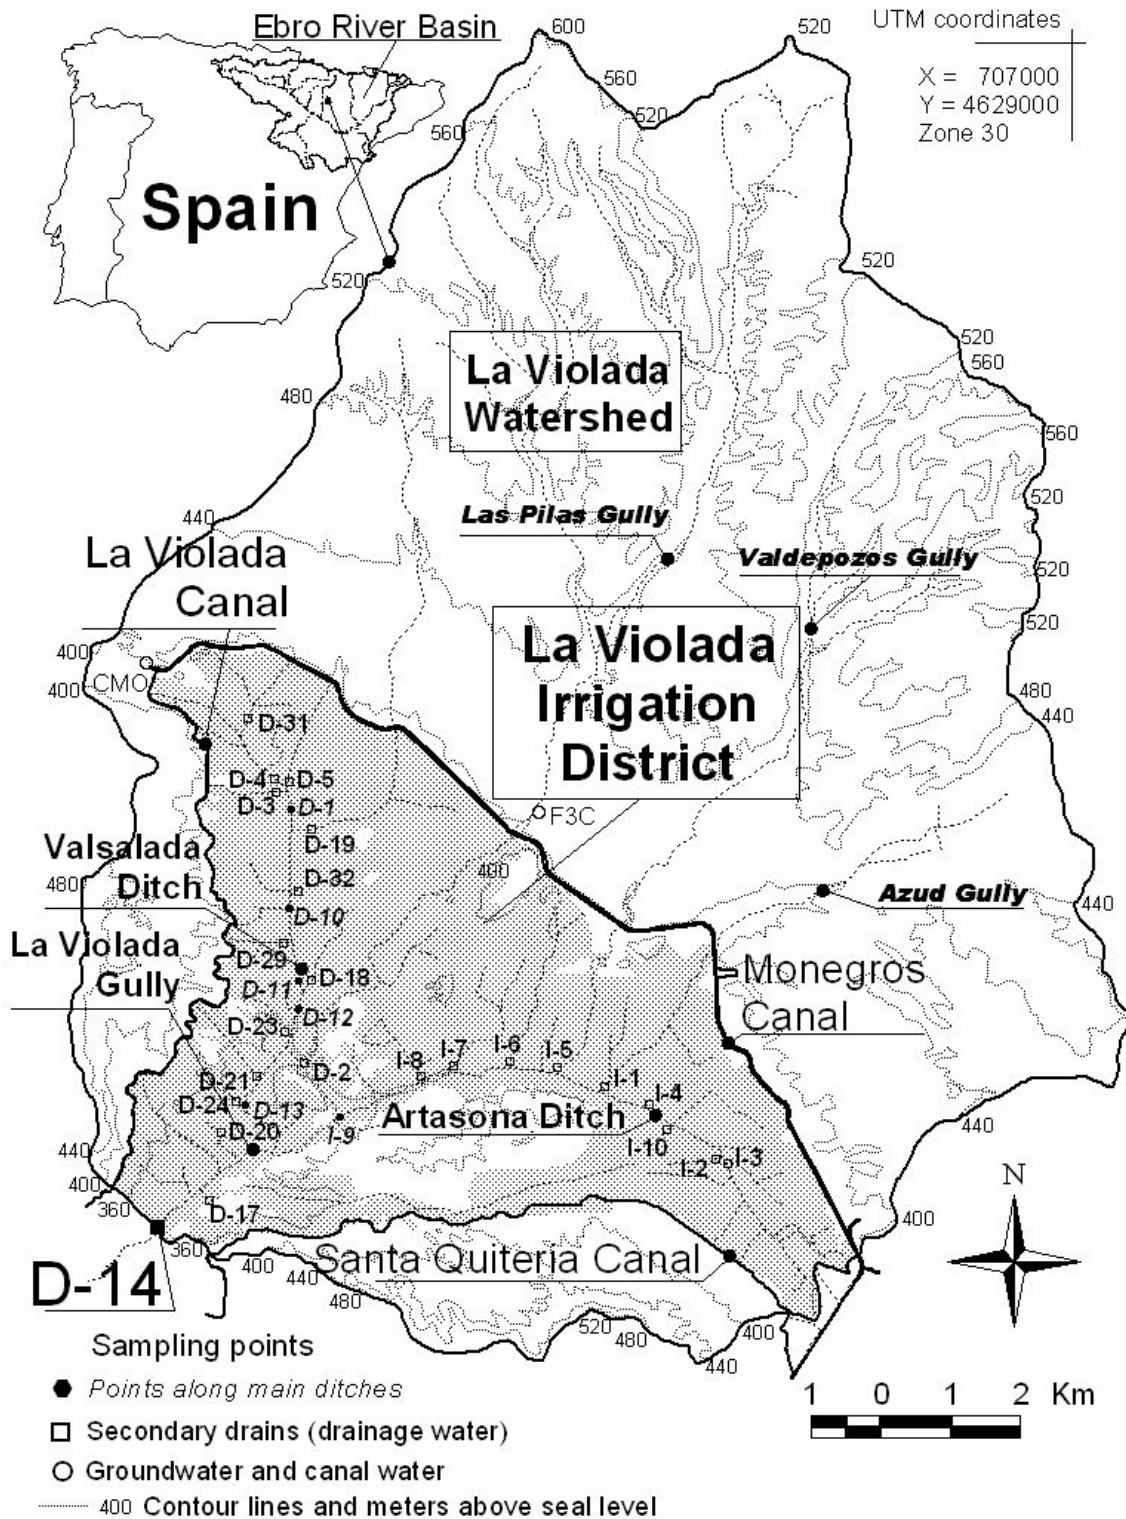 600
520
UTM coordinates
Ebro River Basin
X = 707000
Y = 4629000
Zone 30
560
520
560
Spain
520
520
520
560
La Violada
Watershed
480
560
520
Las Pilas Gully
440
Valdepozos Gully
520
La Violada
Canal
520
La Violada
Irrigation
District
400
CMO
400
480
440
D-31
D-4
D-5
D-3
D-1
F3C
D-19
Valsalada
Ditch
400
480
D-32
Azud Gully
440
D-10
La Violada
Gully
D-29
D-18
D-11
Monegros
Canal
D-12
D-23
I-6
I-5
I-7
I-8
D-2
D-21
I-1
I-4
D-24
D-13
Artasona Ditch
440
D-20
I-9
I-10
440
I-2
I-3
400
N
360
D-17
400
360
400
Santa Quiteria Canal
D-14
440
480
520
480
400
440
Sampling points
Points along main ditches
1 0 1 2 Km
Secondary drains (drainage water)
Groundwater and canal water
400 Contour lines and meters above seal level